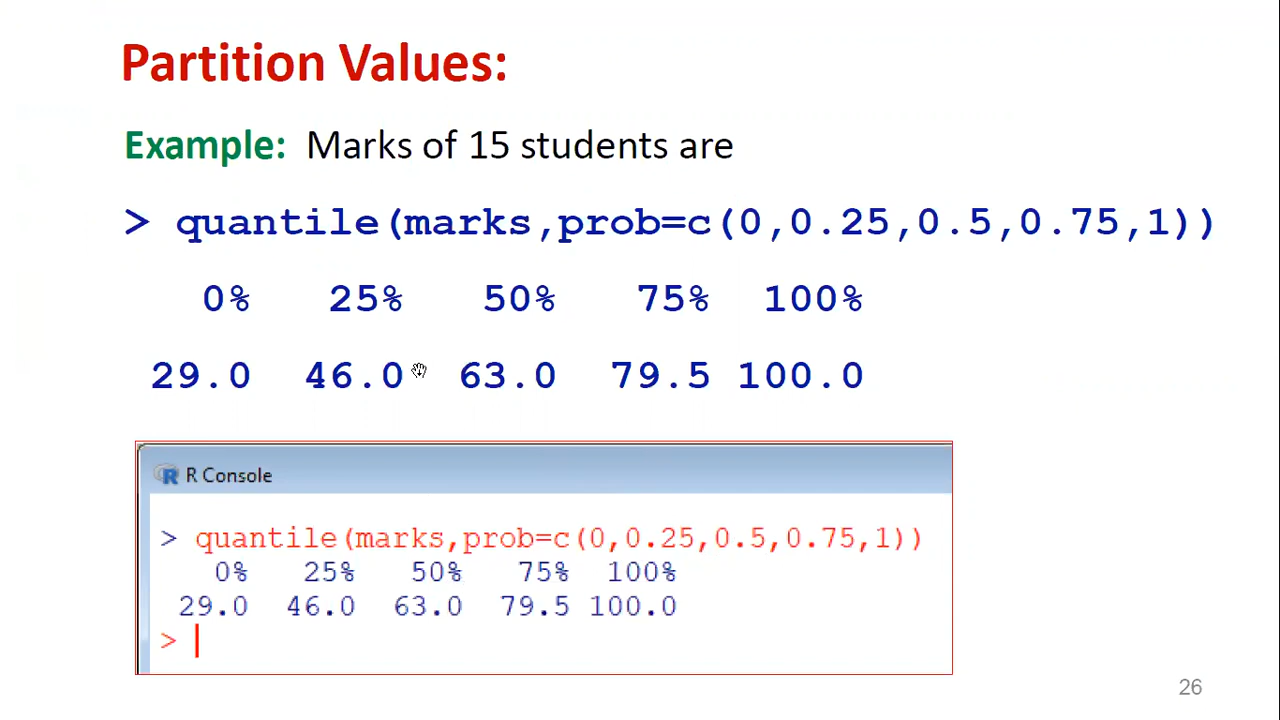 Partition Values:
Example: Marks of 15 students are
> quantile(marks,prob=c(0,0.25,0.5,0.75,1))
0% 25% 50% 75% 100%
29.0 46.0 63.0 79.5 100.0
R Console
> quantile(marks,prob=c(0,0.25,0.5,0.75,1))
0% 25% 50% 75% 100%
29.0 46.0 63.0 79.5 100.0
>
26